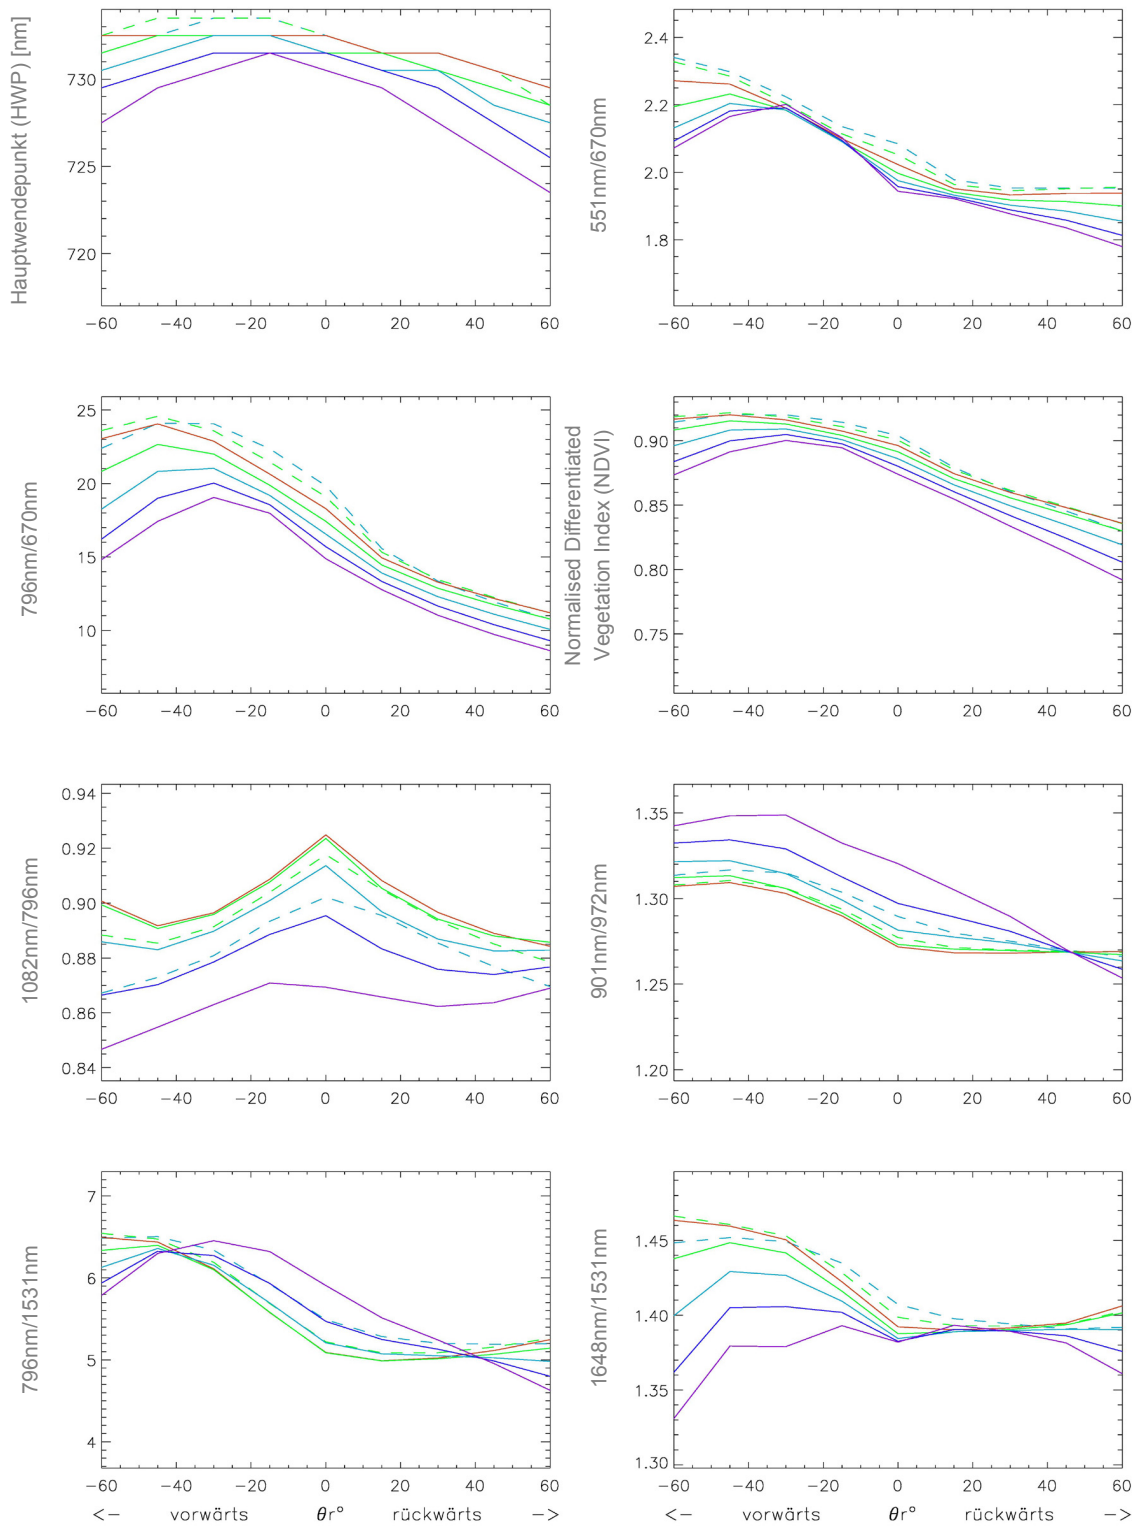 Hauptwendepunkt (HWP) [nm]
730
725
720
−60 −40 −20 0 20 40 60
551nm/670nm
2.4
2.2
2.0
1.8
−60 −40 −20 0 20 40 60
796nm/670nm
25
20
15
10
−60 −40 −20 0 20 40 60
Normalised Differentiated
Vegetation Index (NDVI)
0.90
0.85
0.80
0.75
−60 −40 −20 0 20 40 60
1082nm/796nm
0.94
0.92
0.90
0.88
0.86
0.84
−60 −40 −20 0 20 40 60
901nm/972nm
1.35
1.30
1.25
1.20
−60 −40 −20 0 20 40 60
796nm/1531nm
7
6
5
4
−60 −40 −20 0 20 40 60
<− vorwärts θr° rückwärts −>
1648nm/1531nm
1.45
1.40
1.35
1.30
−60 −40 −20 0 20 40 60
<− vorwärts θr° rückwärts −>